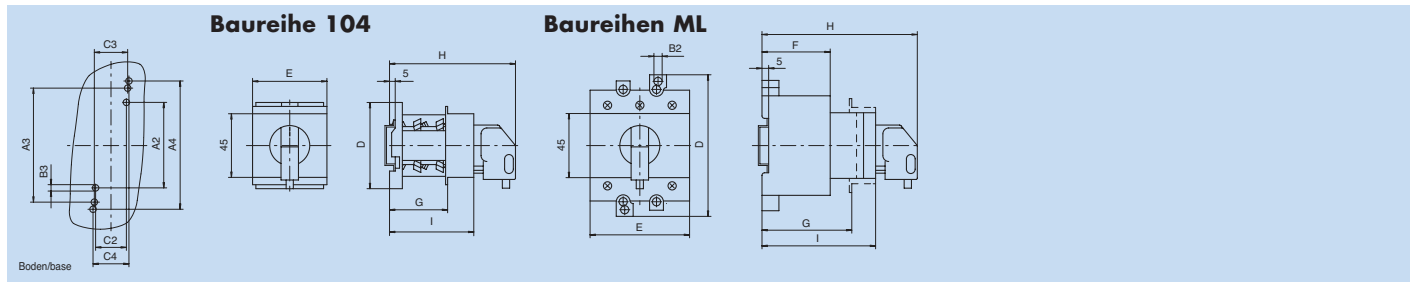 Baureihe 104
Baureihen ML
C3
A3
B3
A2
A4
C2
C4
Boden/base
E
45
H
5
D
G
I
B2
45
D
E
H
F
5
G
I